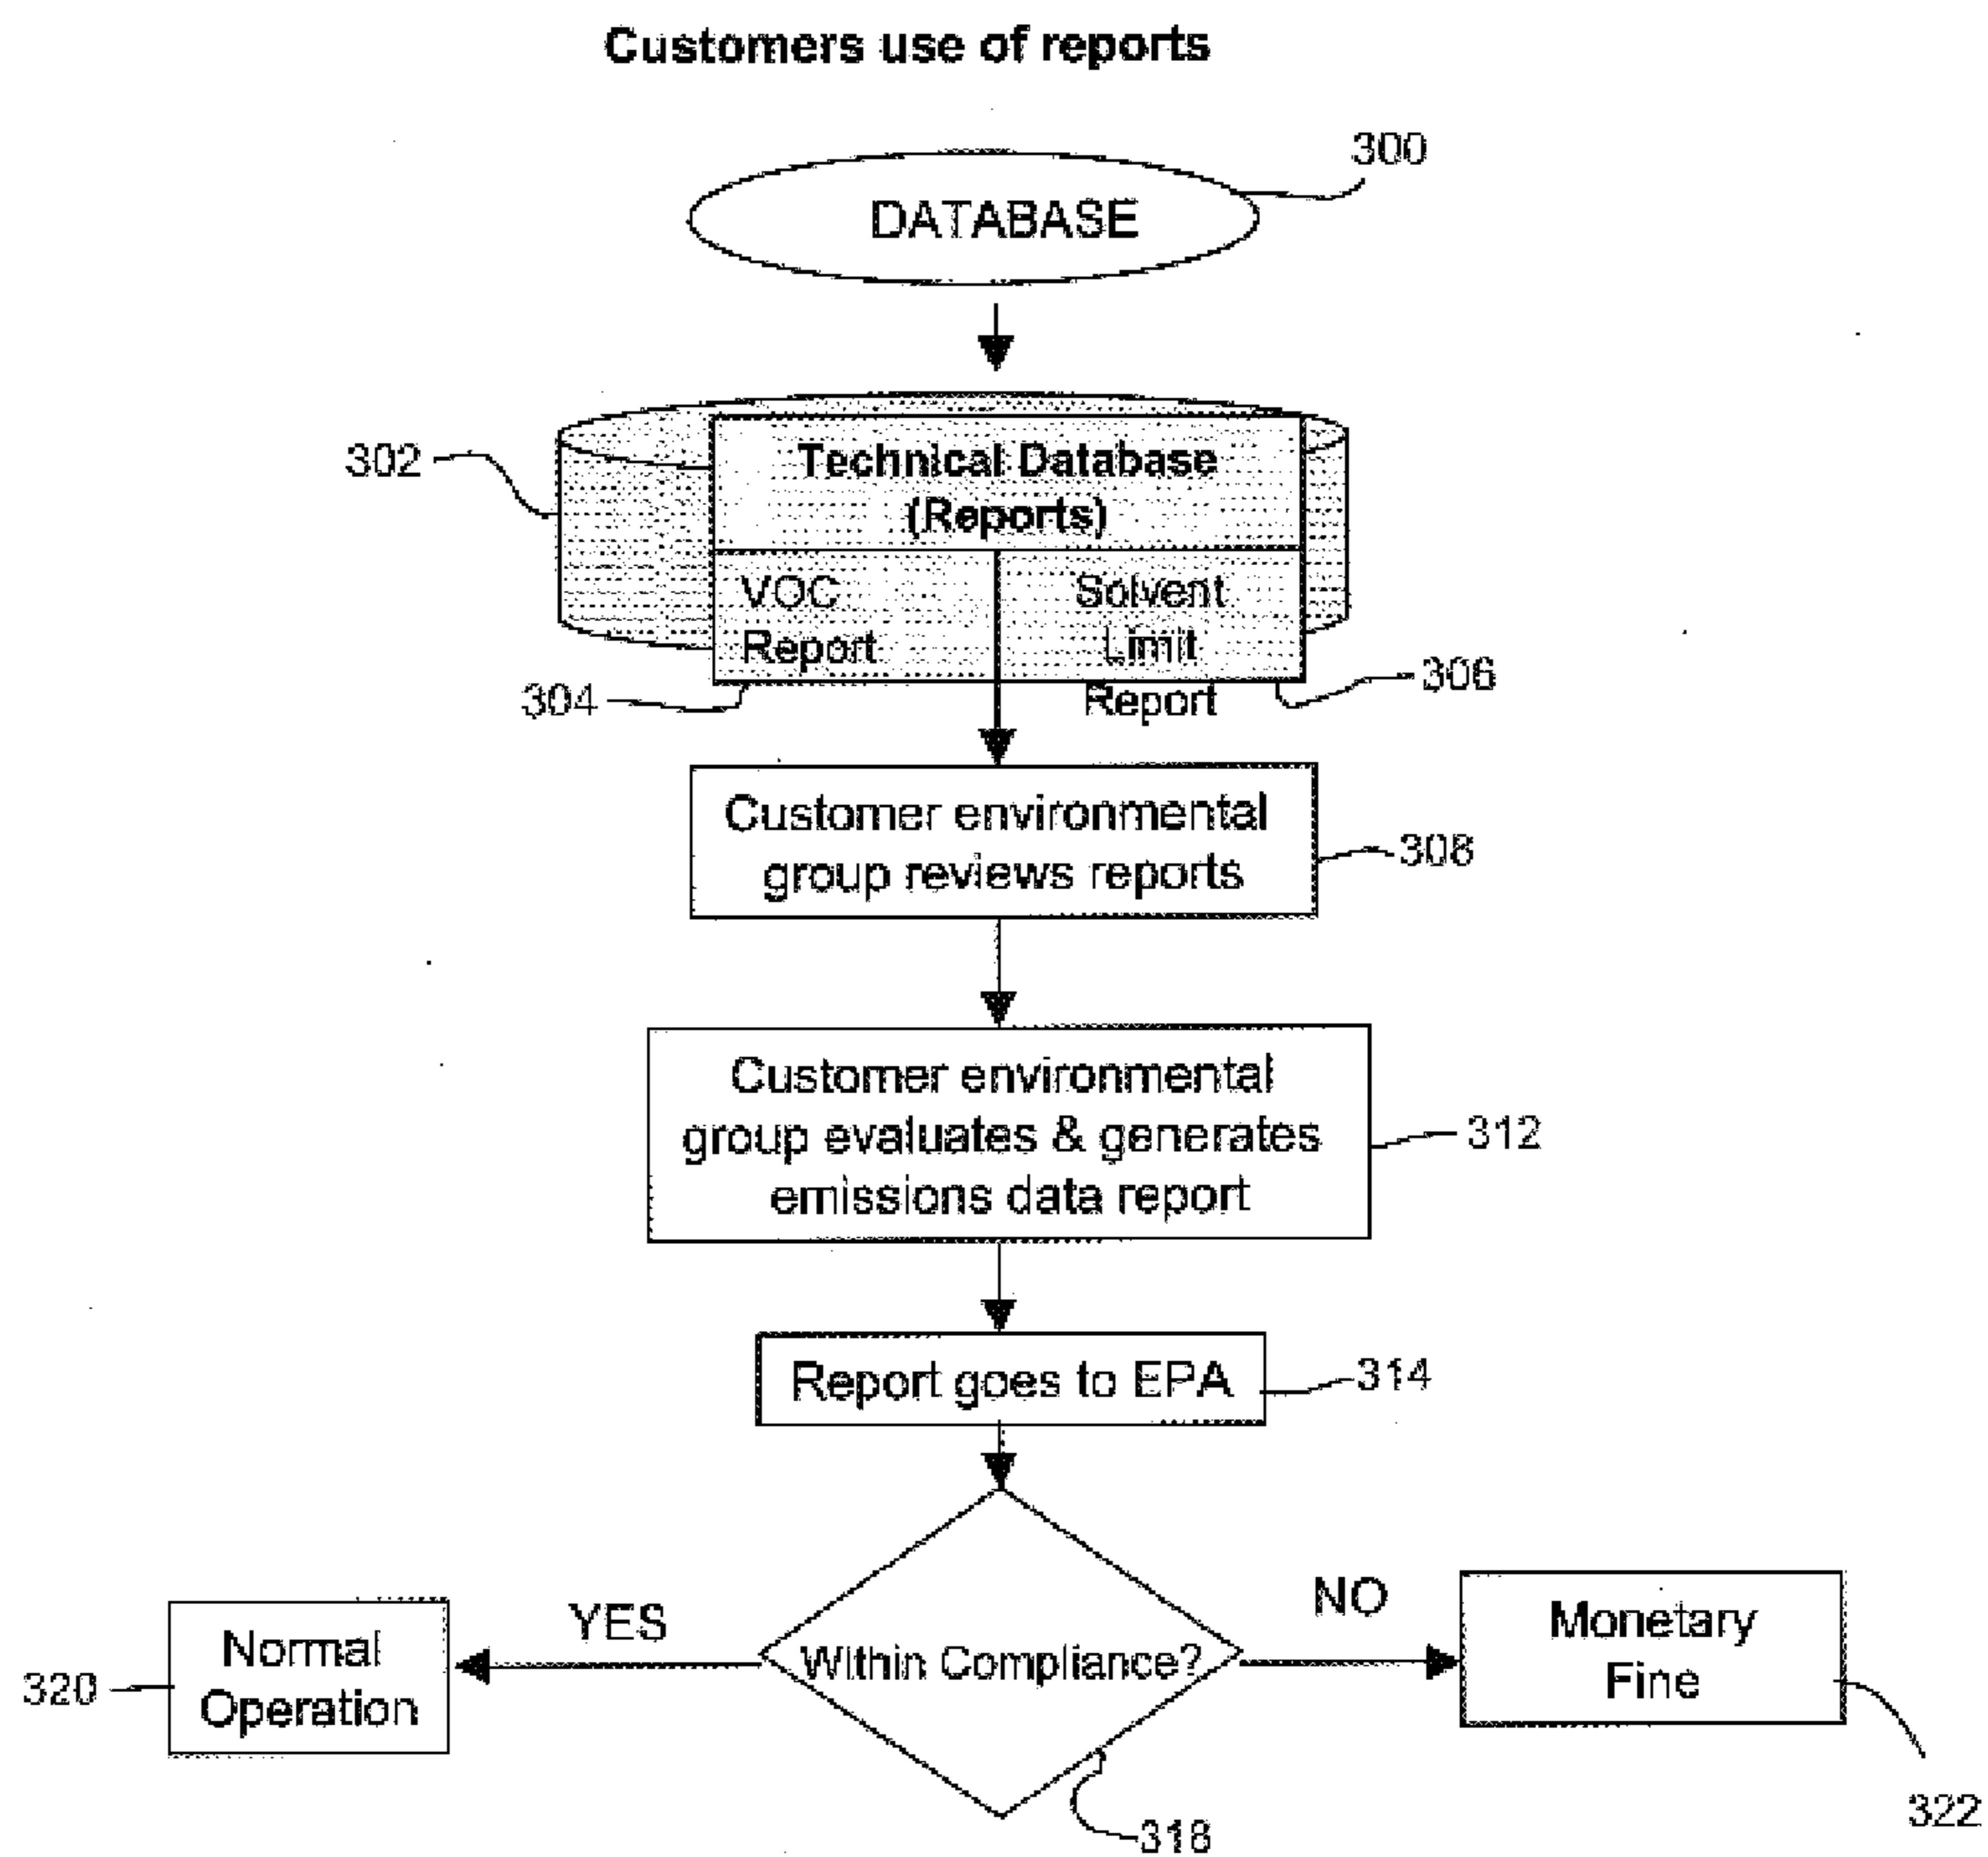 Customers use of reports
300
DATABASE
302
Technical Database
(Reports)
VOC
Report
Solvent
Limit
Report
304
306
Customer environmental
group reviews reports
308
Customer environmental
group evaluates & generates
emissions data report
312
Report goes to EPA
314
Within Compliance?
YES
NO
Normal
Operation
320
Monetary
Fine
322
318